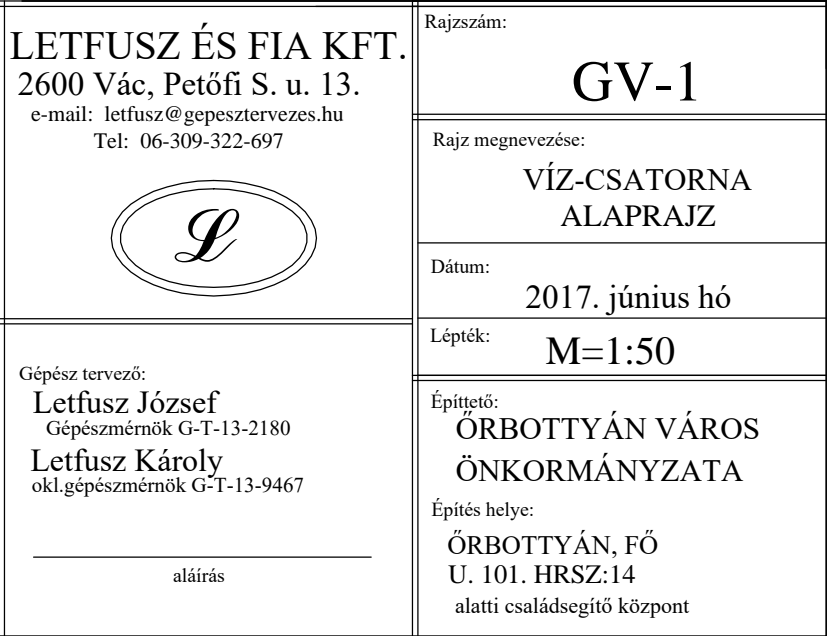 LETFUSZ ÉS FIA KFT.
2600 Vác, Petőfi S. u. 13.
e-mail: letfusz@gepesztervezes.hu
Tel: 06-309-322-697
L
Gépész tervező:
Letfusz József
Gépészmérnök G-T-13-2180
Letfusz Károly
okl.gépészmérnök G-T-13-9467
aláírás
Rajzszám:
GV-1
Rajz megnevezése:
VÍZ-CSATORNA
ALAPRAJZ
Dátum:
2017. június hó
Lépték:
M=1:50
Építtető:
ŐRBOTTYÁN VÁROS
ÖNKORMÁNYZATA
Építés helye:
ŐRBOTTYÁN, FŐ
U. 101. HRSZ:14
alatti családsegítő központ